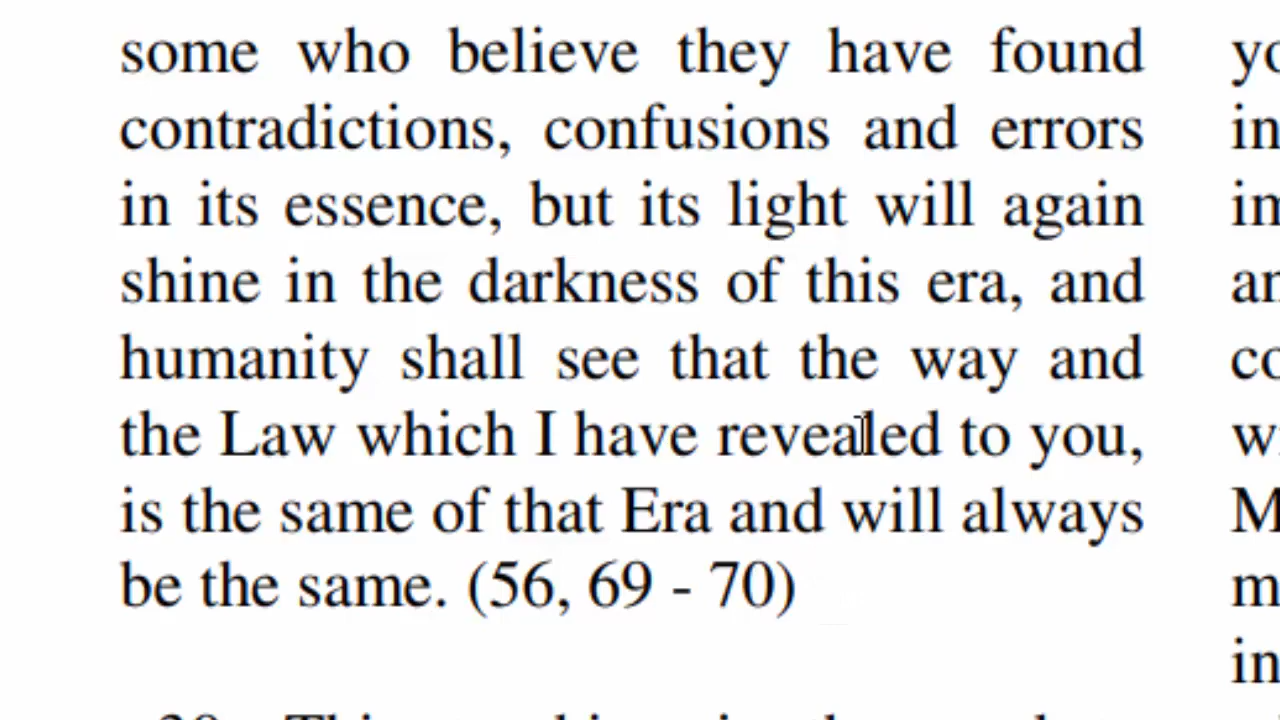 some who believe they have found
contradictions, confusions and errors
in its essence, but its light will again
shine in the darkness of this era, and
humanity shall see that the way and
the Law which I have revealed to you,
is the same of that Era and will always
be the same. (56, 69 - 70)